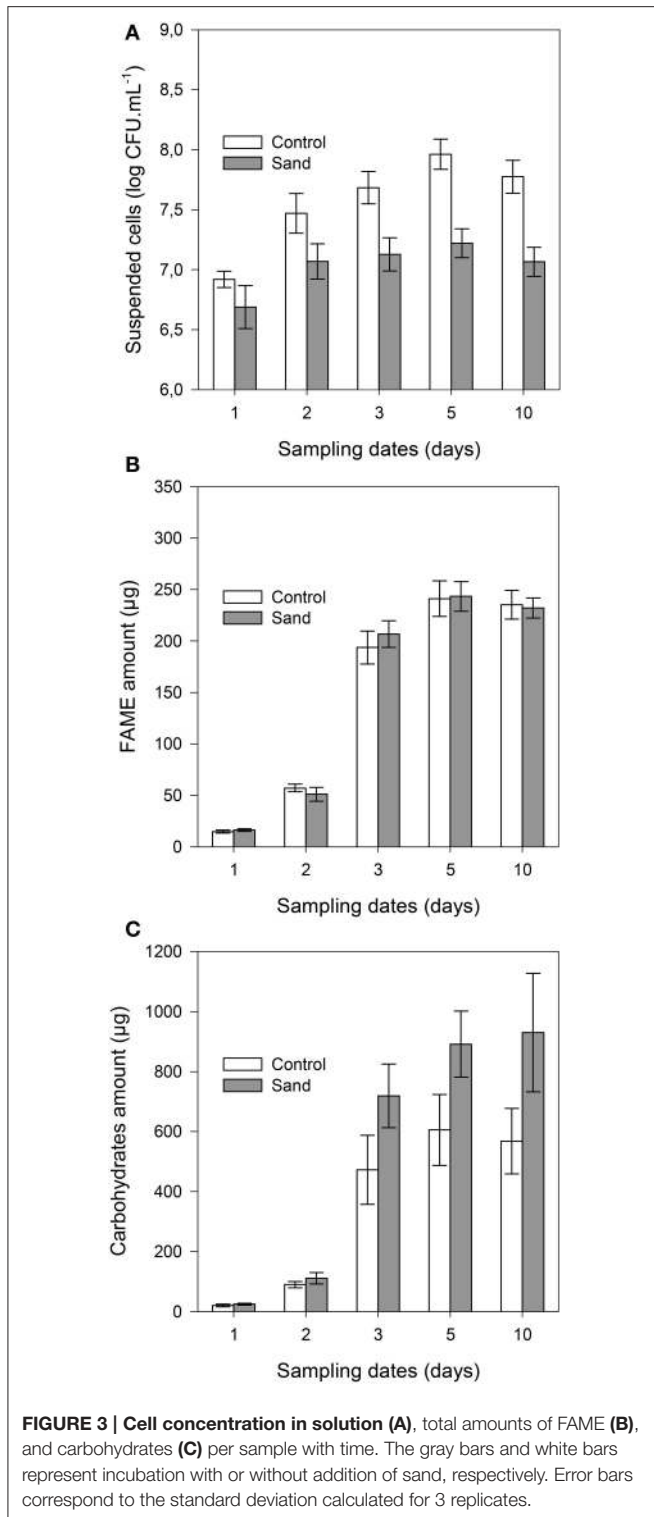 A
9,0
8,5
8,0
7,5
7,0
6,5
6,0
Suspended cells (log CFU.mL⁻¹)
Control
Sand
1 2 3 5 10
Sampling dates (days)
B
350
300
250
200
150
100
50
0
FAME amount (µg)
Control
Sand
1 2 3 5 10
Sampling dates (days)
C
1200
1000
800
600
400
200
0
Carbohydrates amount (µg)
Control
Sand
1 2 3 5 10
Sampling dates (days)
FIGURE 3 | Cell concentration in solution (A), total amounts of FAME (B),
and carbohydrates (C) per sample with time. The gray bars and white bars
represent incubation with or without addition of sand, respectively. Error bars
correspond to the standard deviation calculated for 3 replicates.